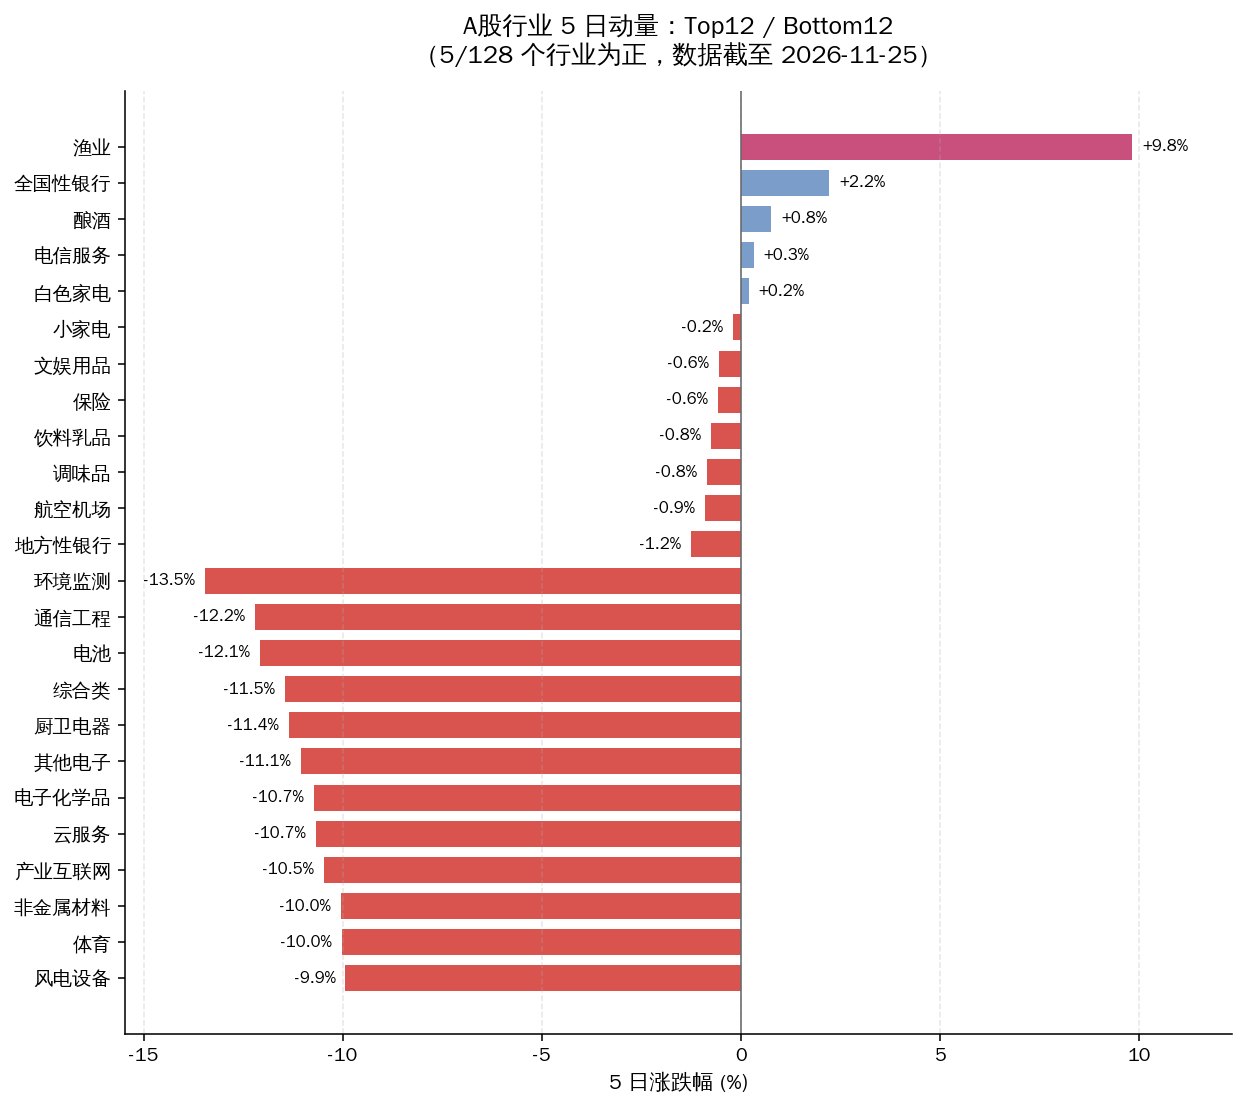 A股行业 5 日动量：Top12 / Bottom12
（5/128 个行业为正，数据截至 2026-11-25）
渔业 +9.8%
全国性银行 +2.2%
酿酒 +0.8%
电信服务 +0.3%
白色家电 +0.2%
小家电 -0.2%
文娱用品 -0.6%
保险 -0.6%
饮料乳品 -0.8%
调味品 -0.8%
航空机场 -0.9%
地方性银行 -1.2%
环境监测 -13.5%
通信工程 -12.2%
电池 -12.1%
综合类 -11.5%
厨卫电器 -11.4%
其他电子 -11.1%
电子化学品 -10.7%
云服务 -10.7%
产业互联网 -10.5%
非金属材料 -10.0%
体育 -10.0%
风电设备 -9.9%
-15 -10 -5 0 5 10
5 日涨跌幅 (%)